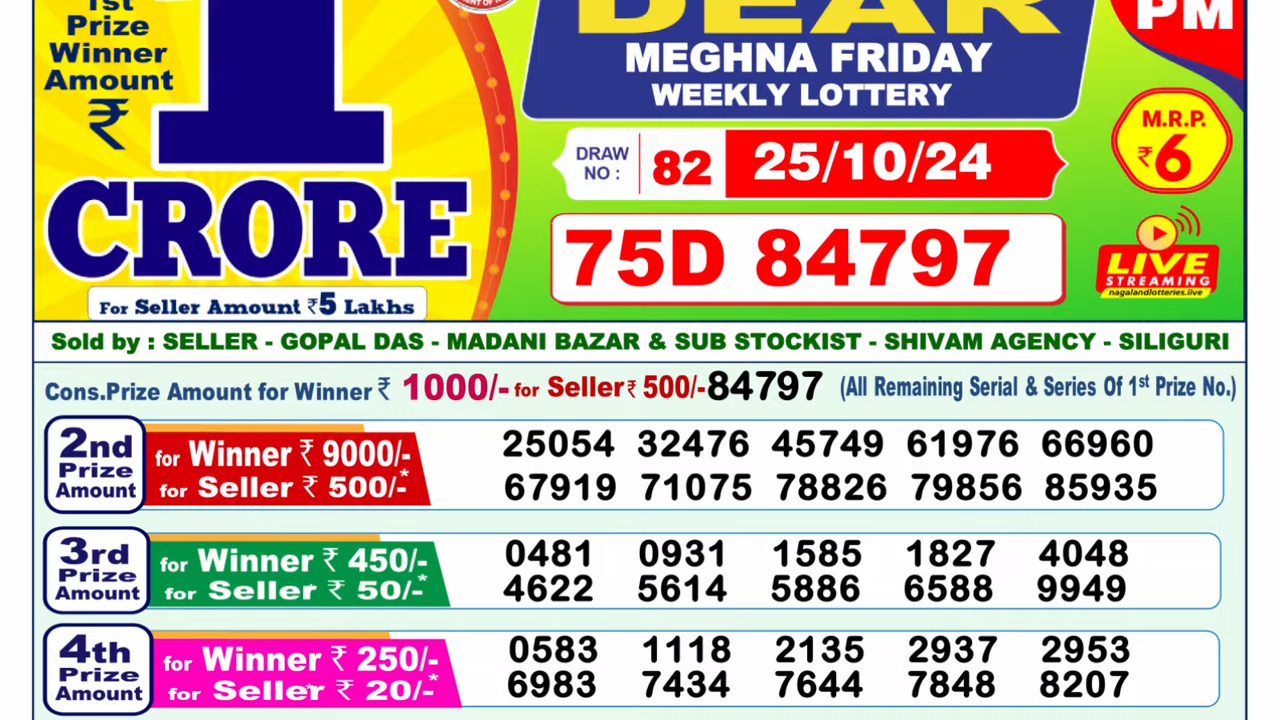 1st
Prize
Winner
Amount
₹
1
CRORE
For Seller Amount ₹5 Lakhs
DEAR
MEGHNA FRIDAY
WEEKLY LOTTERY
DRAW NO : 82 25/10/24
75D 84797
PM
M.R.P.
₹6
LIVE
STREAMING
nagalandlotteries.live
Sold by : SELLER - GOPAL DAS - MADANI BAZAR & SUB STOCKIST - SHIVAM AGENCY - SILIGURI
Cons.Prize Amount for Winner ₹ 1000/- for Seller ₹ 500/- 84797 (All Remaining Serial & Series Of 1st Prize No.)
2nd
Prize
Amount
for Winner ₹ 9000/-
for Seller ₹ 500/-*
25054 32476 45749 61976 66960
67919 71075 78826 79856 85935
3rd
Prize
Amount
for Winner ₹ 450/-
for Seller ₹ 50/-*
0481 0931 1585 1827 4048
4622 5614 5886 6588 9949
4th
Prize
Amount
for Winner ₹ 250/-
for Seller ₹ 20/-*
0583 1118 2135 2937 2953
6983 7434 7644 7848 8207